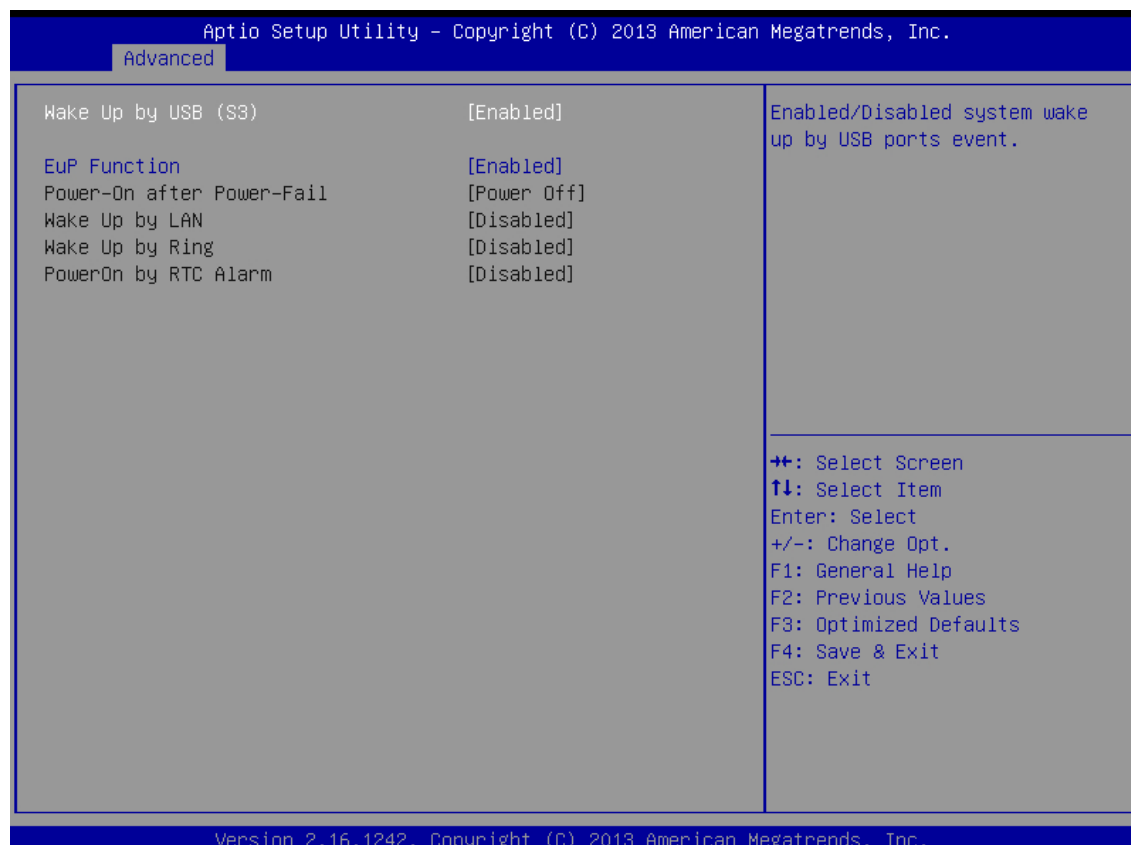 Aptio Setup Utility – Copyright (C) 2013 American Megatrends, Inc.
Advanced
Wake Up by USB (S3) [Enabled]
EuP Function [Enabled]
Power-On after Power-Fail [Power Off]
Wake Up by LAN [Disabled]
Wake Up by Ring [Disabled]
PowerOn by RTC Alarm [Disabled]
Enabled/Disabled system wake
up by USB ports event.
→←: Select Screen
↑↓: Select Item
Enter: Select
+/-: Change Opt.
F1: General Help
F2: Previous Values
F3: Optimized Defaults
F4: Save & Exit
ESC: Exit
Version 2.16.1242. Copyright (C) 2013 American Megatrends, Inc.